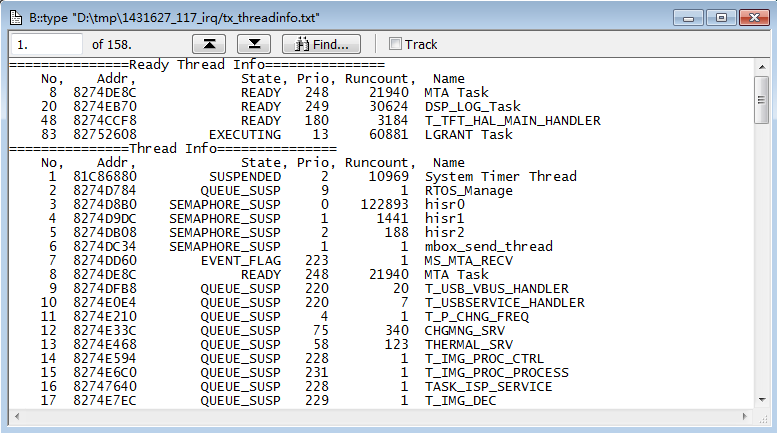 B::type "D:\tmp\1431627_117_irq/tx_threadinfo.txt"
1. of 158. Find... Track
===============Ready Thread Info===============
No, Addr, State, Prio, Runcount, Name
8 8274DE8C READY 248 21940 MTA Task
20 8274EB70 READY 249 30624 DSP_LOG_Task
48 8274CCF8 READY 180 3184 T_TFT_HAL_MAIN_HANDLER
83 82752608 EXECUTING 13 60881 LGRANT Task
===============Thread Info===============
No, Addr, State, Prio, Runcount, Name
1 81C86880 SUSPENDED 2 10969 System Timer Thread
2 8274D784 QUEUE_SUSP 9 1 RTOS_Manage
3 8274D8B0 SEMAPHORE_SUSP 0 122893 hisr0
4 8274D9DC SEMAPHORE_SUSP 1 1441 hisr1
5 8274DB08 SEMAPHORE_SUSP 2 188 hisr2
6 8274DC34 SEMAPHORE_SUSP 1 1 mbox_send_thread
7 8274DD60 EVENT_FLAG 223 1 MS_MTA_RECV
8 8274DE8C READY 248 21940 MTA Task
9 8274DFB8 QUEUE_SUSP 220 20 T_USB_VBUS_HANDLER
10 8274E0E4 QUEUE_SUSP 220 7 T_USBSERVICE_HANDLER
11 8274E210 QUEUE_SUSP 4 1 T_P_CHNG_FREQ
12 8274E33C QUEUE_SUSP 75 340 CHGMNG_SRV
13 8274E468 QUEUE_SUSP 58 123 THERMAL_SRV
14 8274E594 QUEUE_SUSP 228 1 T_IMG_PROC_CTRL
15 8274E6C0 QUEUE_SUSP 231 1 T_IMG_PROC_PROCESS
16 82747640 QUEUE_SUSP 228 1 TASK_ISP_SERVICE
17 8274E7EC QUEUE_SUSP 229 1 T_IMG_DEC